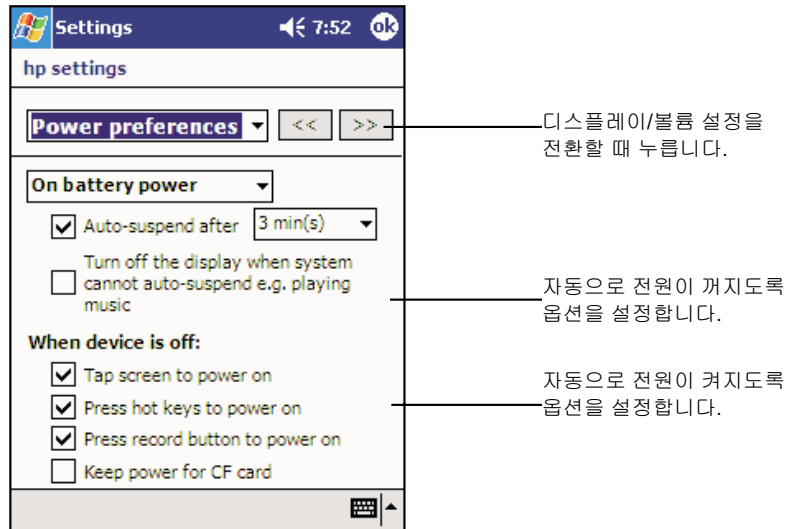 Settings 7:52 ok
hp settings
Power preferences << >>
디스플레이/볼륨 설정을
전환할 때 누릅니다.
On battery power
Auto-suspend after 3 min(s)
Turn off the display when system
cannot auto-suspend e.g. playing
music
자동으로 전원이 꺼지도록
옵션을 설정합니다.
When device is off:
Tap screen to power on
Press hot keys to power on
Press record button to power on
Keep power for CF card
자동으로 전원이 켜지도록
옵션을 설정합니다.